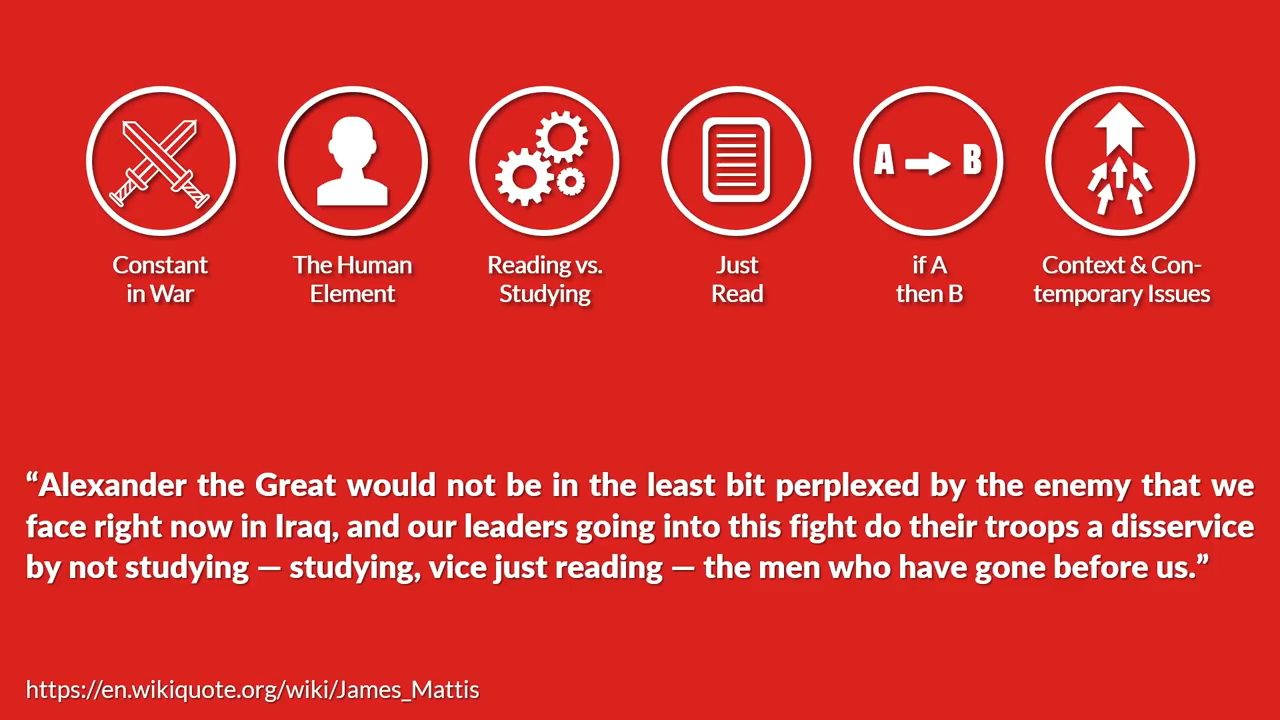 A B
Constant
in War
The Human
Element
Reading vs.
Studying
Just
Read
if A
then B
Context & Con-
temporary Issues
“Alexander the Great would not be in the least bit perplexed by the enemy that we
face right now in Iraq, and our leaders going into this fight do their troops a disservice
by not studying — studying, vice just reading — the men who have gone before us.”
https://en.wikiquote.org/wiki/James_Mattis